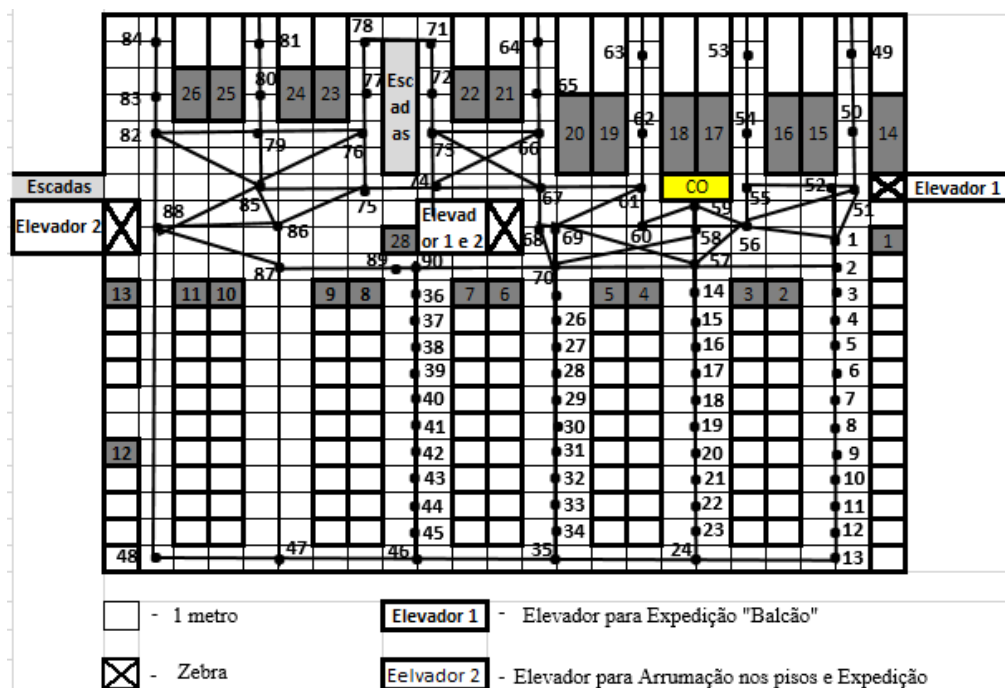 78 71
84 81 64 63 53 49
Esc
ad
as
83 80 26 25 24 23 77 72 22 21 65 50
82 79 76 73 66 20 19 62 18 17 54 16 15 14
Escadas 74 67 CO 55 52 Elevador 1
Elevador 2 88 85 75 61 59 51
Elevad
or 1 e 2
86 28 68 69 60 58 56 1 1
87 89 90 70 57 2
13 11 10 9 8 36 7 6 5 4 14 3 2 3
37 26 15 4
38 27 16 5
39 28 17 6
40 29 18 7
41 30 19 8
12 42 31 20 9
43 32 21 10
44 33 22 11
45 34 23 12
48 47 46 35 24 13
- 1 metro Elevador 1 - Elevador para Expedição "Balcão"
- Zebra Eelvador 2 - Elevador para Arrumação nos pisos e Expedição